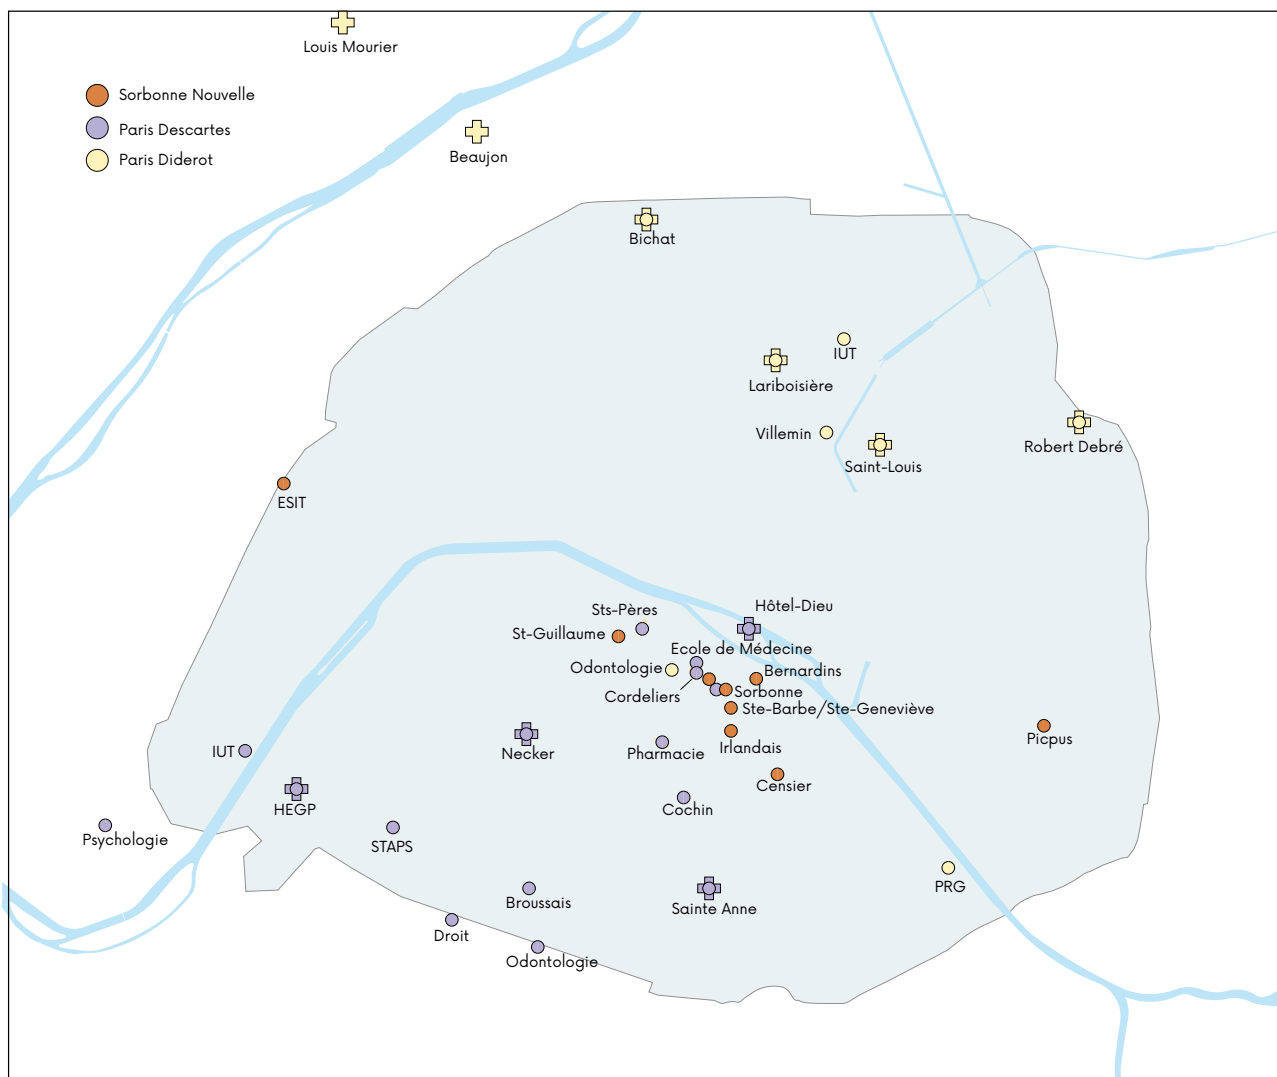 Louis Mourier
Sorbonne Nouvelle
Paris Descartes
Paris Diderot
Beaujon
Bichat
IUT
Lariboisière
Villemin
Saint-Louis
Robert Debré
ESIT
Hôtel-Dieu
Sts-Pères
St-Guillaume
Ecole de Médecine
Odontologie
Bernardins
Cordeliers
Sorbonne
Ste-Barbe/Ste-Geneviève
Irlandais
Picpus
IUT
Necker
Pharmacie
Censier
HEGP
Cochin
Psychologie
STAPS
PRG
Broussais
Sainte Anne
Droit
Odontologie